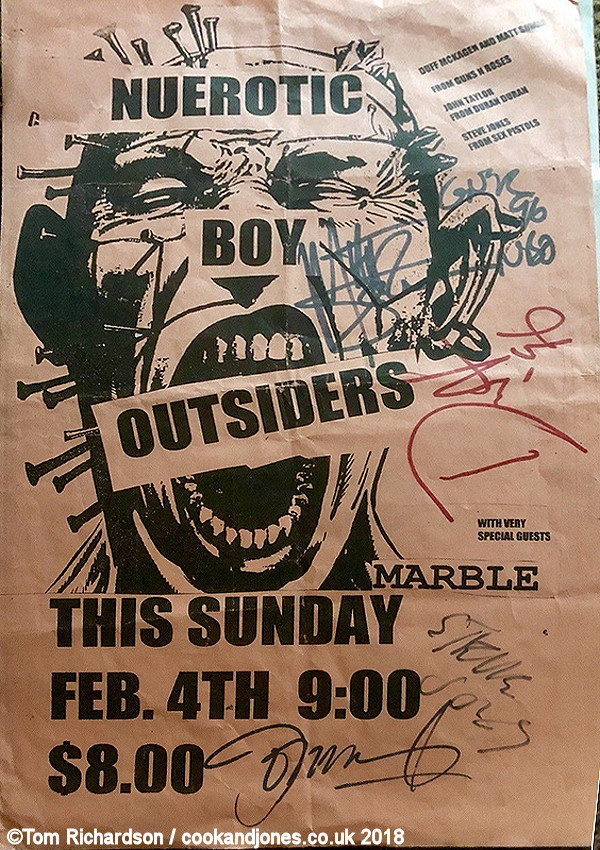 DUFF MCKAGEN AND MATT SORUM
FROM GUNS N ROSES
JOHN TAYLOR
FROM DURAN DURAN
STEVE JONES
FROM SEX PISTOLS
NUEROTIC
BOY
OUTSIDERS
96
96
WITH VERY
SPECIAL GUESTS
MARBLE
THIS SUNDAY
STEVE
JONES
FEB. 4TH 9:00
$8.00
©Tom Richardson / cookandjones.co.uk 2018